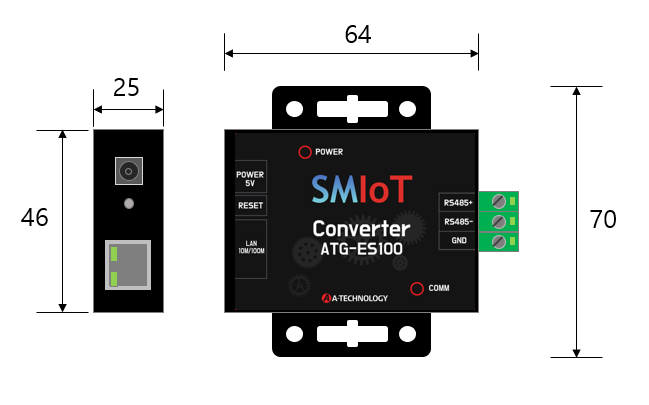 64
25
POWER
POWER
5V
SMIoT
RESET
RS485+
46
RS485-
70
Converter
GND
LAN
10M/100M
ATG-ES100
COMM
A-TECHNOLOGY